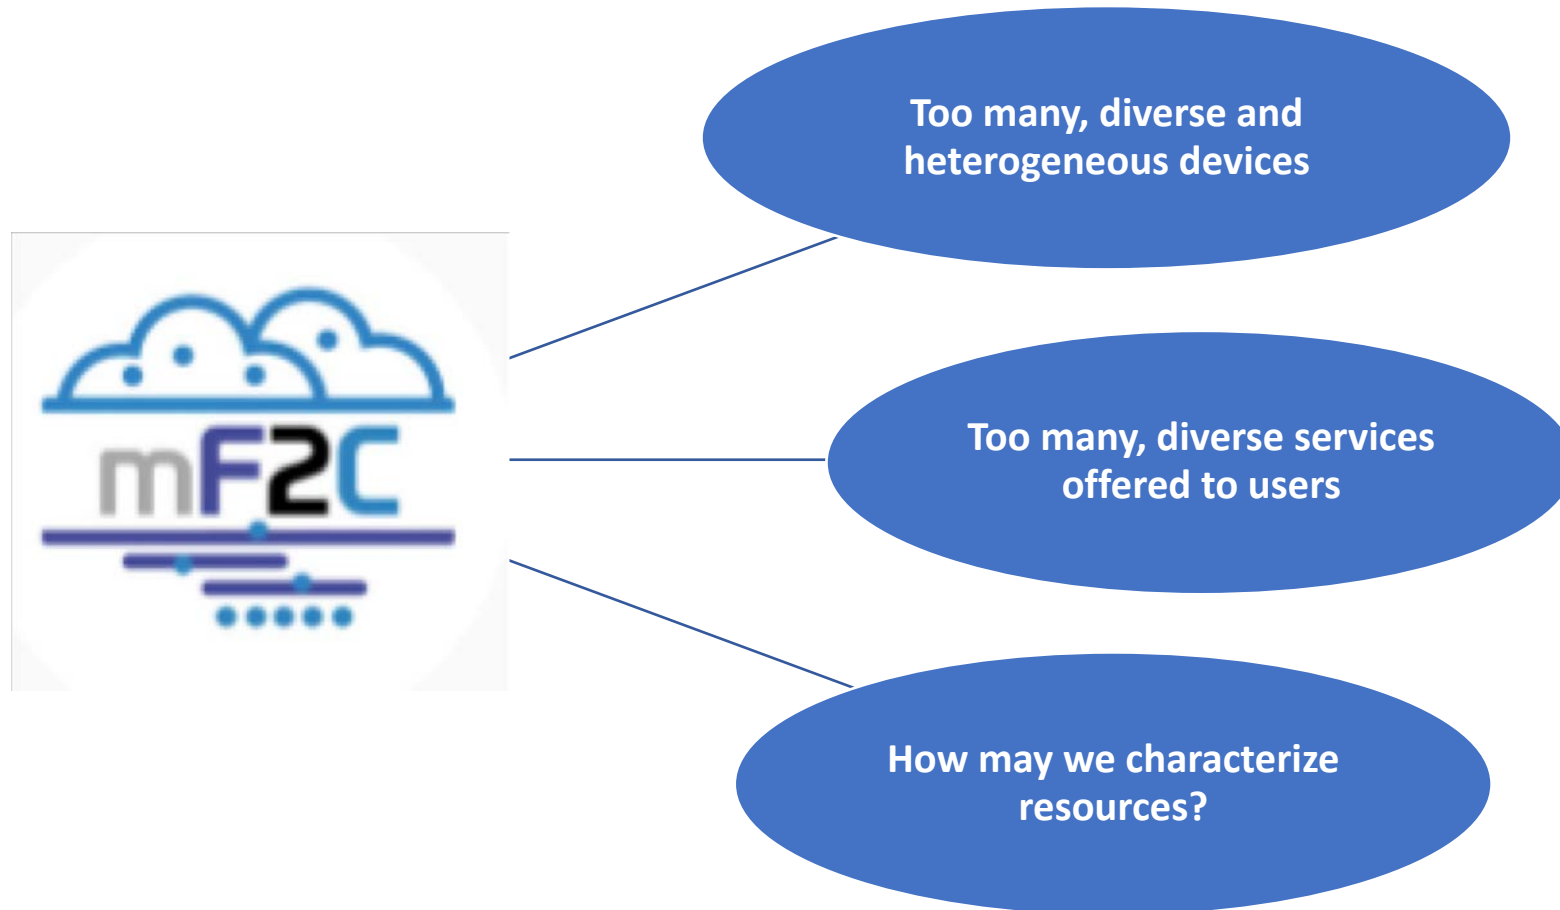 Too many, diverse and
heterogeneous devices
mF2C
Too many, diverse services
offered to users
How may we characterize
resources?